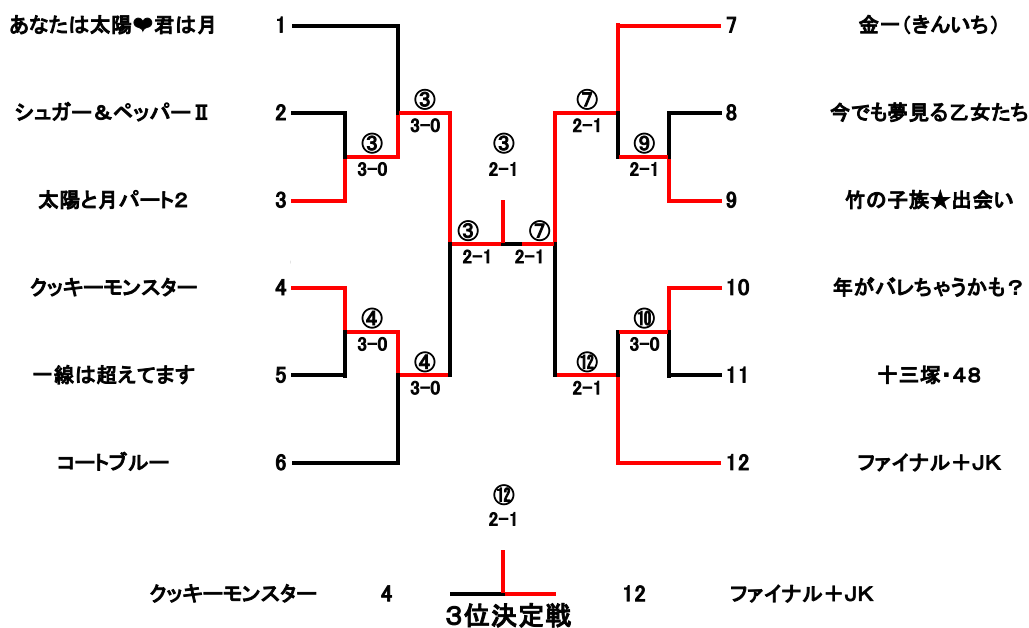 あなたは太陽❤君は月 1
7 金一（きんいち）
③ 3-0
⑦ 2-1
シュガー＆ペッパーⅡ 2
8 今でも夢見る乙女たち
③ 3-0
③ 2-1
⑨ 2-1
太陽と月パート２ 3
9 竹の子族★出会い
③ 2-1
⑦ 2-1
クッキーモンスター 4
10 年がバレちゃうかも？
④ 3-0
⑩ 3-0
④ 3-0
⑫ 2-1
一線は超えてます 5
11 十三塚・４８
コートブルー 6
12 ファイナル＋ＪＫ
⑫
2-1
クッキーモンスター 4
12 ファイナル＋ＪＫ
３位決定戦